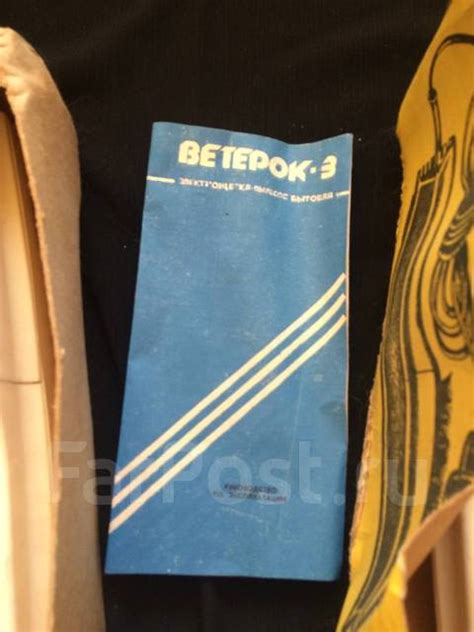 ВЕТЕРОК-3
ЭЛЕКТРОЩЕТКА-ПЫЛЕСОС БЫТОВАЯ
РУКОВОДСТВО
ПО ЭКСПЛУАТАЦИИ
FarPost.ru